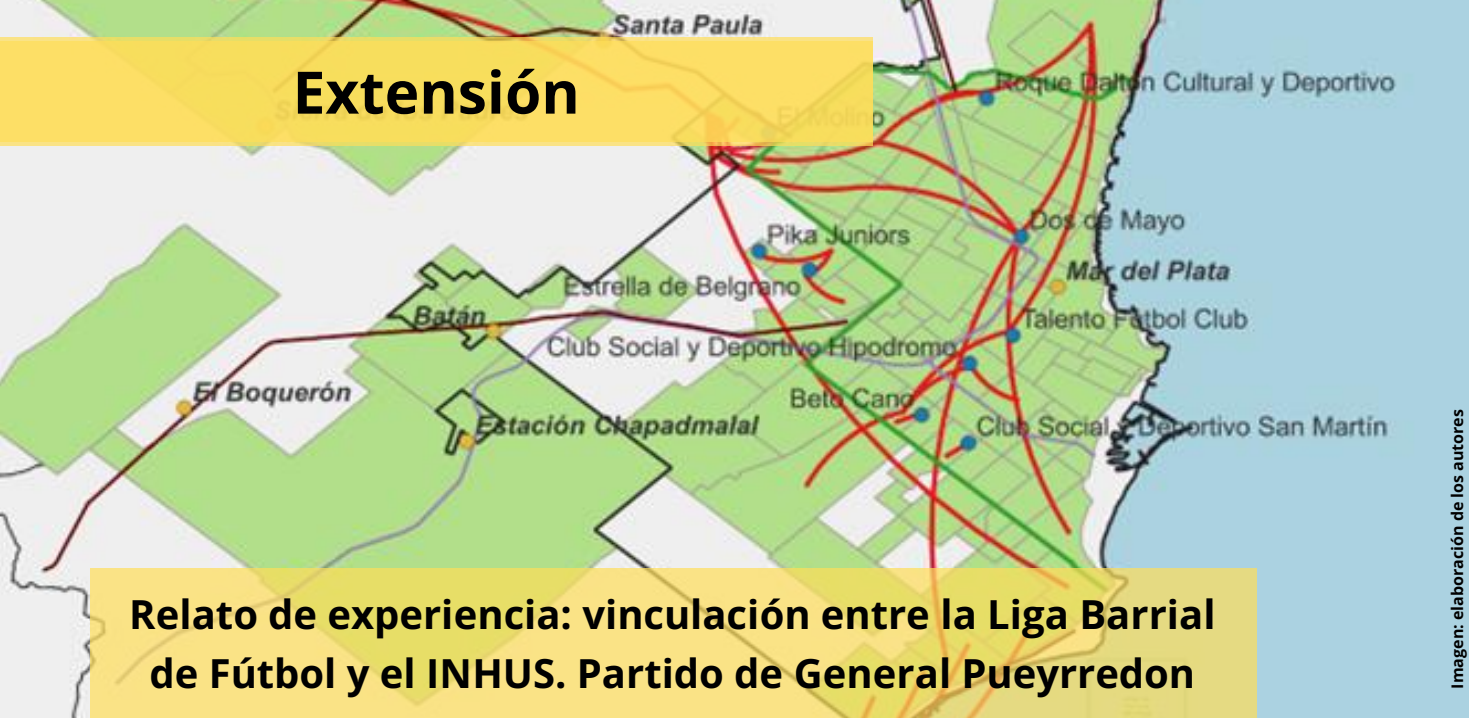 Santa Paula
Extensión
Roque Dalton Cultural y Deportivo
El Molino
Dos de Mayo
Pika Juniors
Mar del Plata
Estrella de Belgrano
Batán
Talento Fútbol Club
Club Social y Deportivo Hipodromo
El Boquerón
Beto Cano
Estación Chapadmalal
Club Social y Deportivo San Martín
Relato de experiencia: vinculación entre la Liga Barrial
de Fútbol y el INHUS. Partido de General Pueyrredon
Imagen: elaboración de los autores